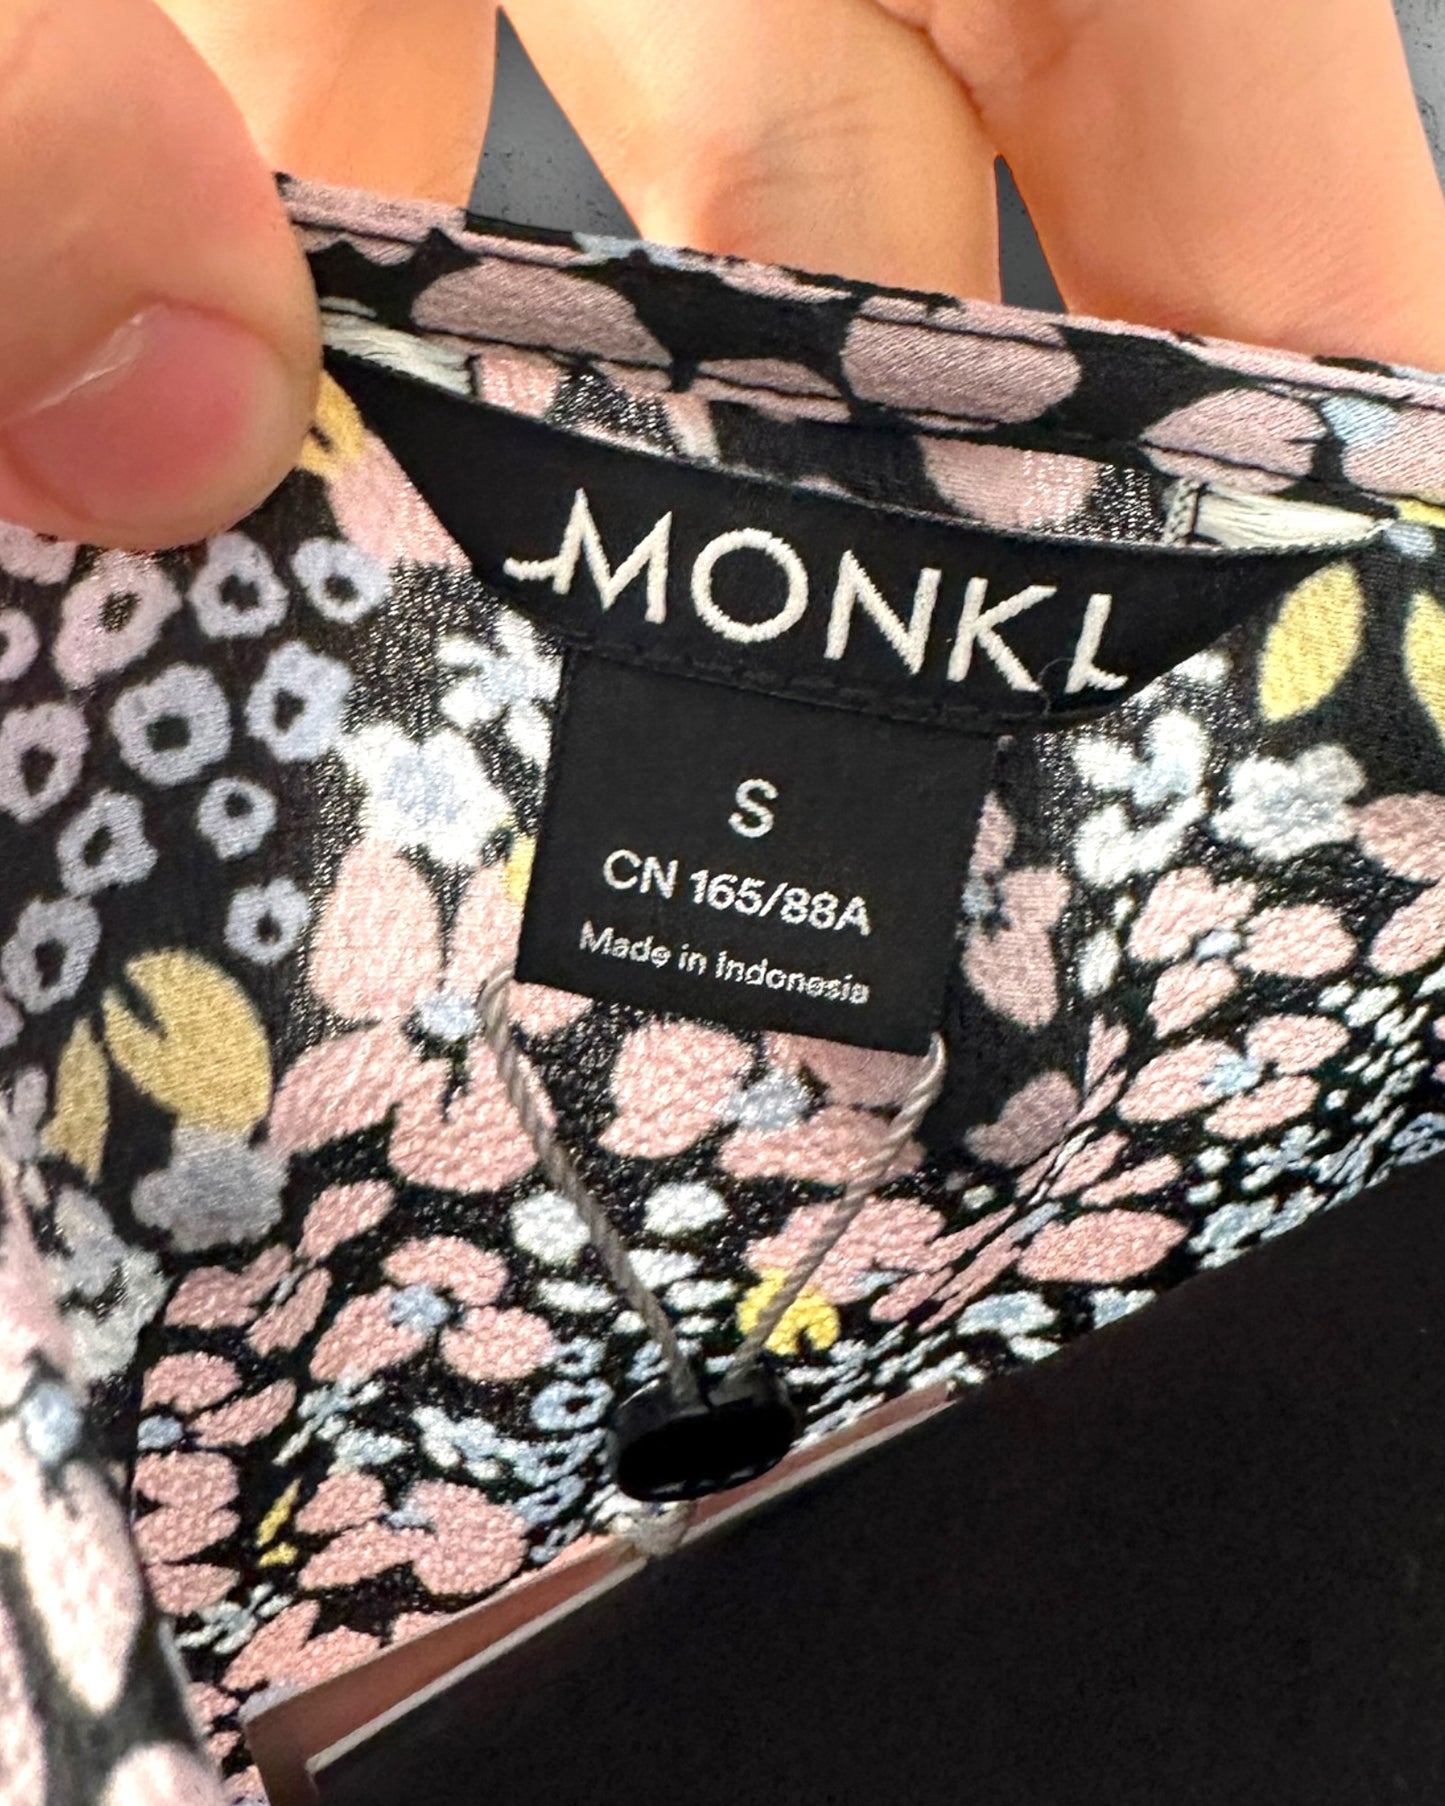 MONKI
S
CN 165/88A
Made in Indonesia